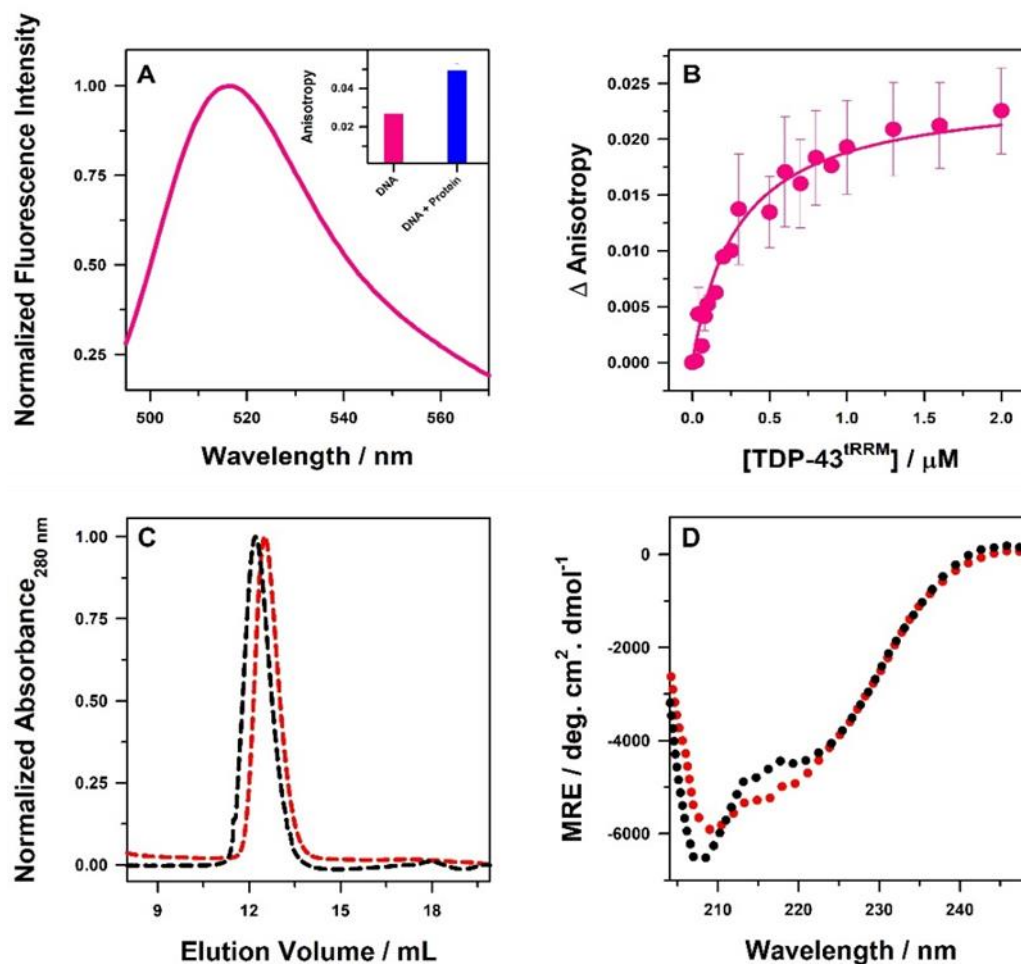 A
Normalized Fluorescence Intensity
1.00
0.75
0.50
0.25
500
520
540
560
Wavelength / nm
Anisotropy
0.04
0.02
DNA
DNA + Protein
B
Δ Anisotropy
0.025
0.020
0.015
0.010
0.005
0.000
0.0
0.5
1.0
1.5
2.0
[TDP-43tRRM] / μM
C
Normalized Absorbance280 nm
1.00
0.75
0.50
0.25
0.00
9
12
15
18
Elution Volume / mL
D
MRE / deg. cm2. dmol-1
0
-2000
-4000
-6000
210
220
230
240
Wavelength / nm